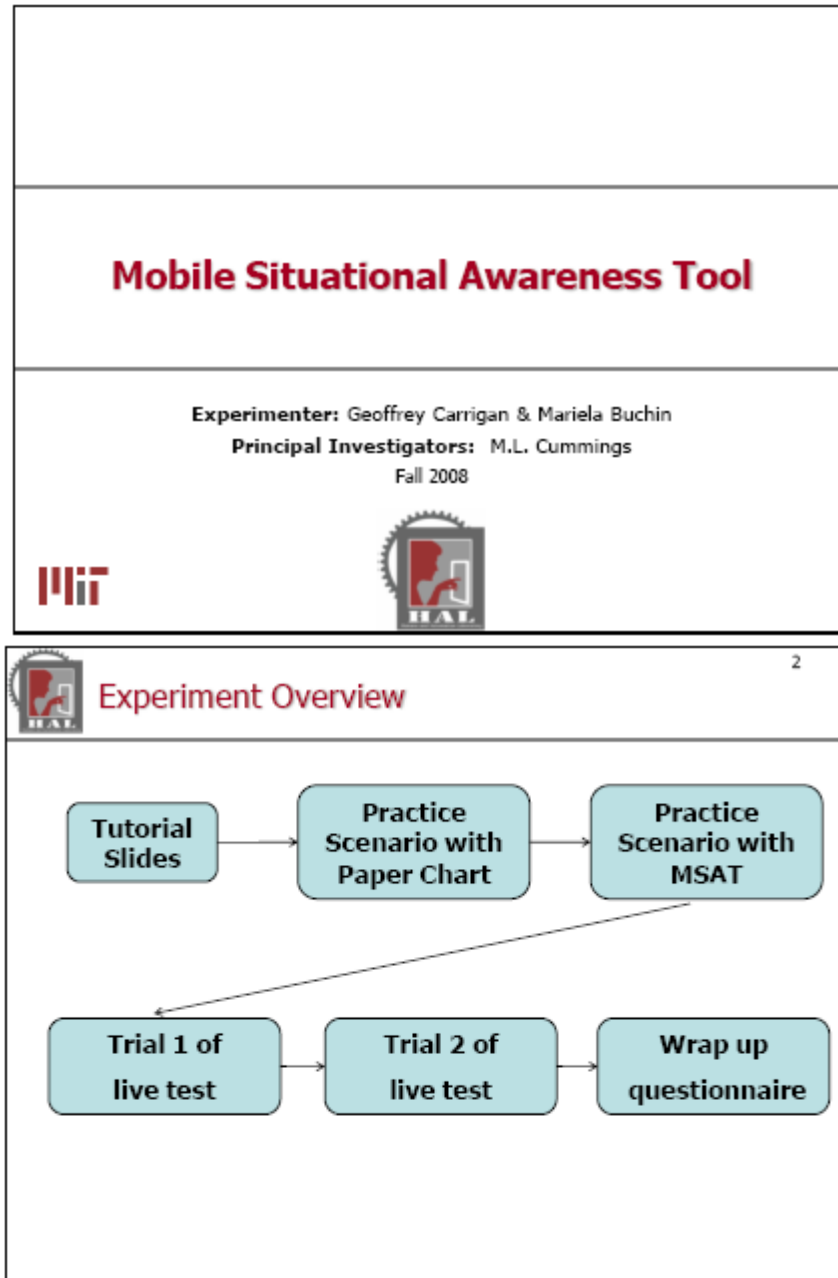 Mobile Situational Awareness Tool
Experimenter: Geoffrey Carrigan & Mariela Buchin
Principal Investigators: M.L. Cummings
Fall 2008
MIT
HAL
2
HAL
Experiment Overview
Tutorial
Slides
Practice
Scenario with
Paper Chart
Practice
Scenario with
MSAT
Trial 1 of
live test
Trial 2 of
live test
Wrap up
questionnaire